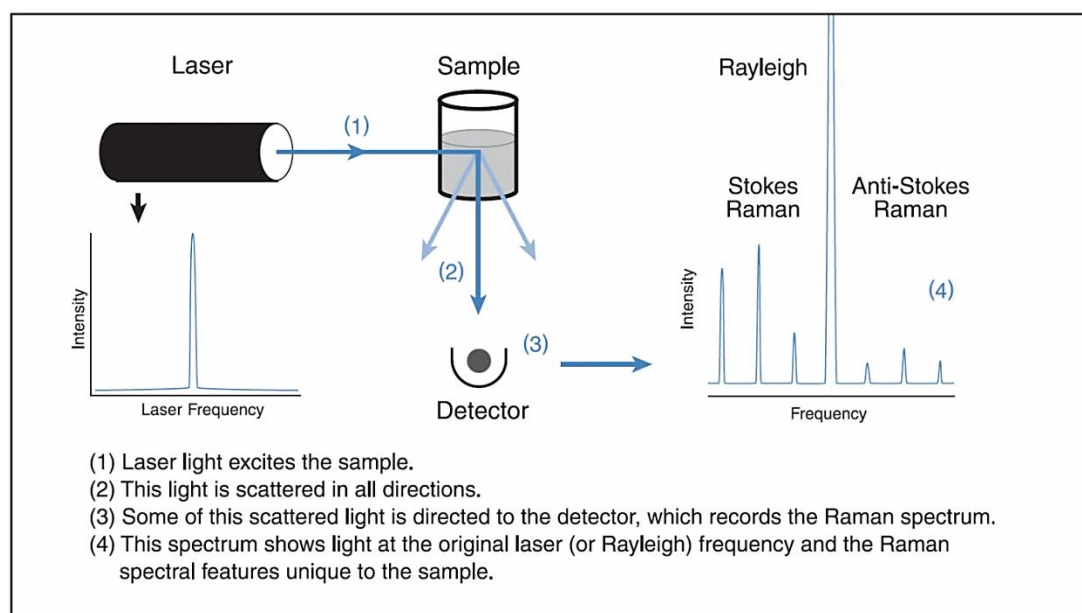 Laser
Sample
Rayleigh
(1)
Stokes
Raman
Anti-Stokes
Raman
(2)
(4)
Intensity
Intensity
(3)
Laser Frequency
Detector
Frequency
(1) Laser light excites the sample.
(2) This light is scattered in all directions.
(3) Some of this scattered light is directed to the detector, which records the Raman spectrum.
(4) This spectrum shows light at the original laser (or Rayleigh) frequency and the Raman
spectral features unique to the sample.